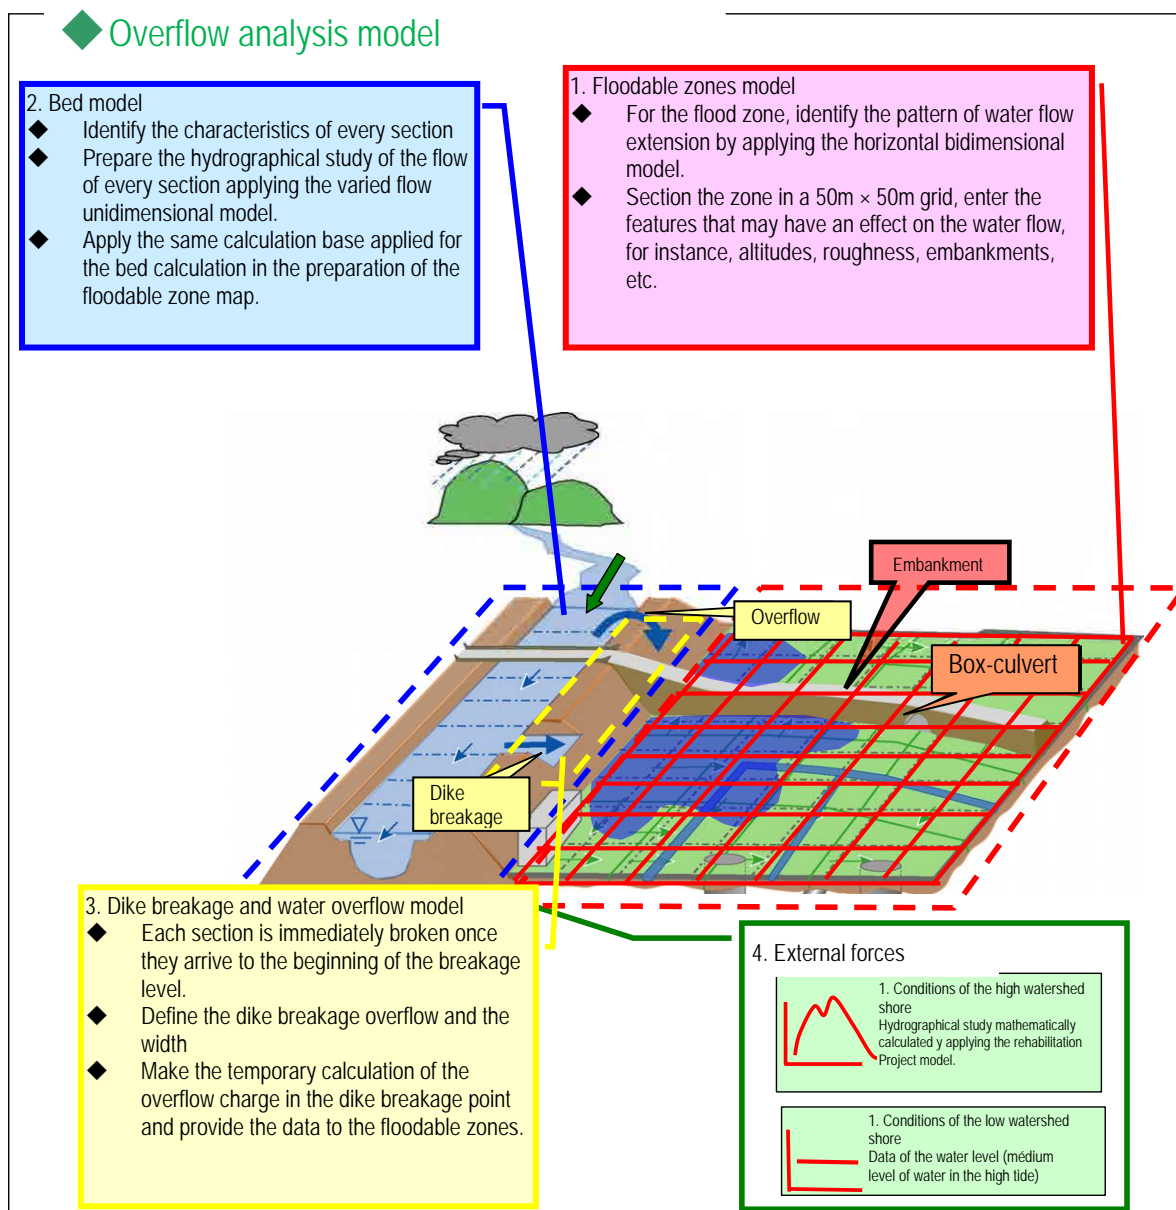 Overflow analysis model
2. Bed model
◆ Identify the characteristics of every section
◆ Prepare the hydrographical study of the flow
of every section applying the varied flow
unidimensional model.
◆ Apply the same calculation base applied for
the bed calculation in the preparation of the
floodable zone map.
1. Floodable zones model
◆ For the flood zone, identify the pattern of water flow
extension by applying the horizontal bidimensional
model.
◆ Section the zone in a 50m × 50m grid, enter the
features that may have an effect on the water flow,
for instance, altitudes, roughness, embankments,
etc.
Embankment
Overflow
Box-culvert
Dike
breakage
3. Dike breakage and water overflow model
◆ Each section is immediately broken once
they arrive to the beginning of the breakage
level.
◆ Define the dike breakage overflow and the
width
◆ Make the temporary calculation of the
overflow charge in the dike breakage point
and provide the data to the floodable zones.
4. External forces
1. Conditions of the high watershed
shore
Hydrographical study mathematically
calculated y applying the rehabilitation
Project model.
1. Conditions of the low watershed
shore
Data of the water level (médium
level of water in the high tide)